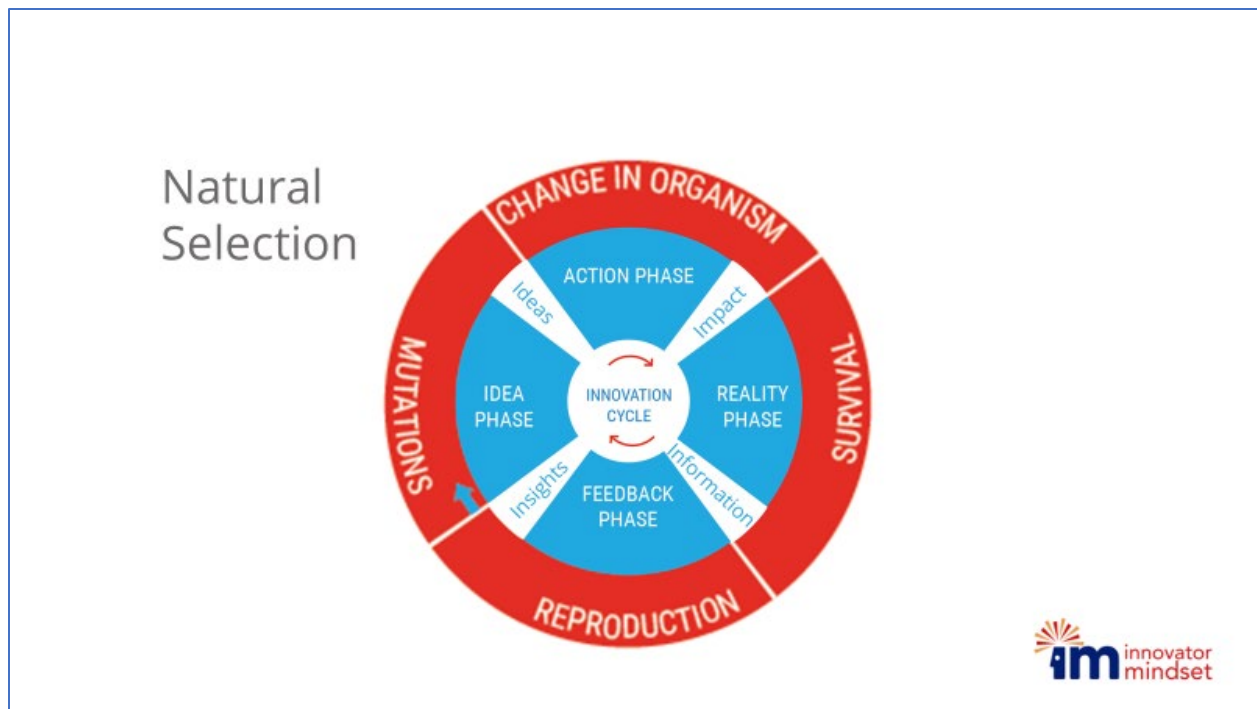 Natural
Selection
CHANGE IN ORGANISM
ACTION PHASE
Ideas
Impact
MUTATIONS
IDEA
PHASE
INNOVATION
CYCLE
REALITY
PHASE
SURVIVAL
Insights
FEEDBACK
PHASE
Information
REPRODUCTION
im innovator
mindset